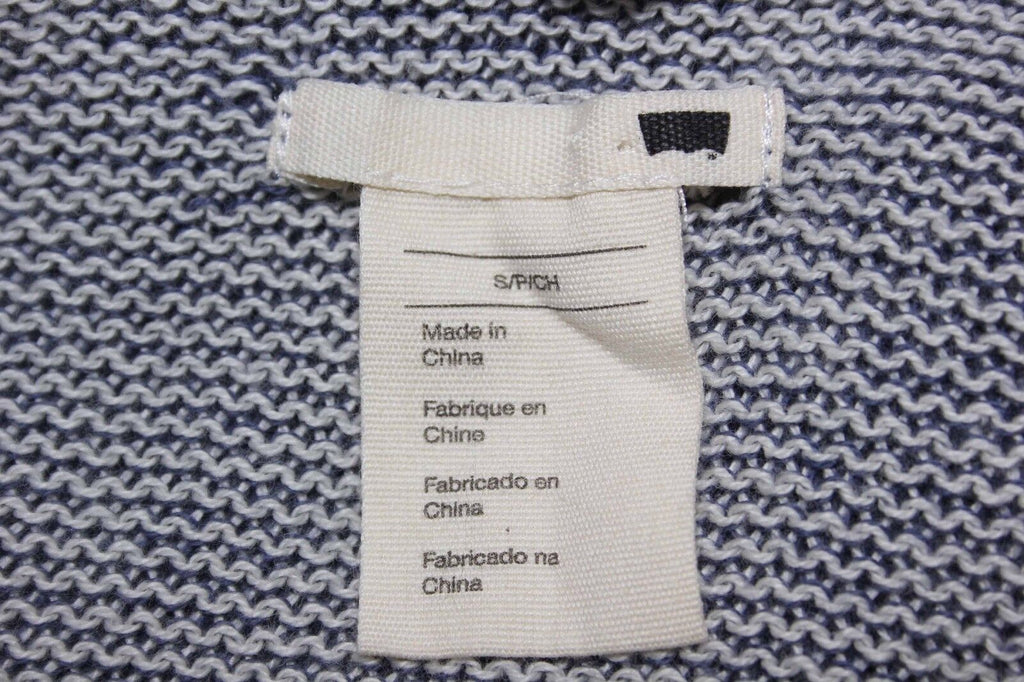 S/P/CH
Made in
China
Fabrique en
Chine
Fabricado en
China
Fabricado na
China